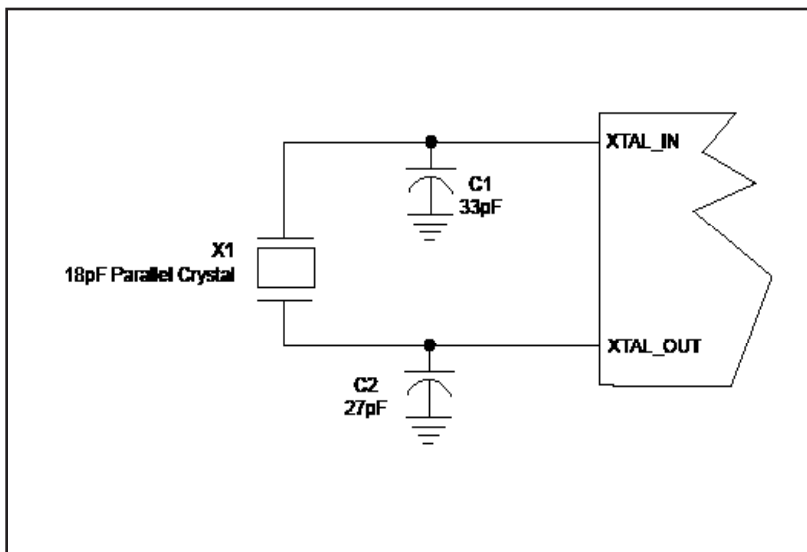 XTAL_IN
C1
33pF
X1
18pF Parallel Crystal
XTAL_OUT
C2
27pF